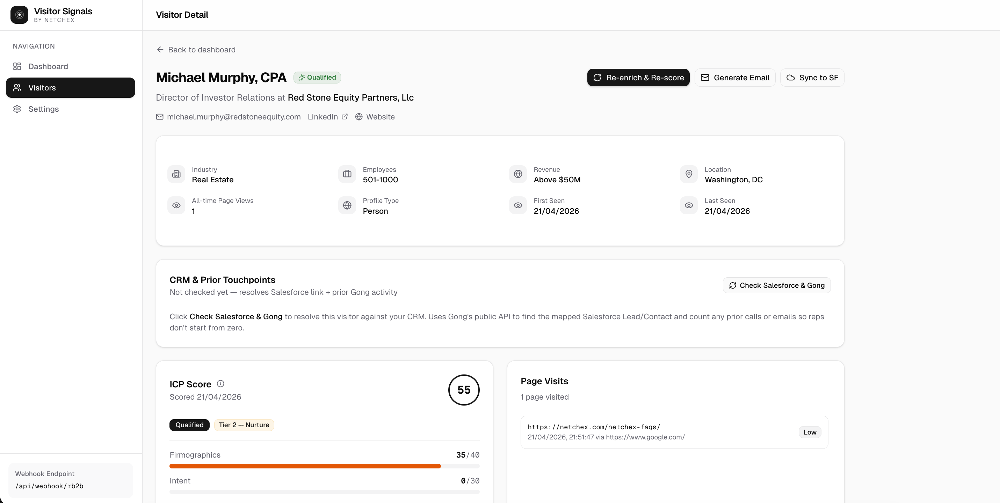 Visitor Signals
BY NETCHEX
NAVIGATION
Dashboard
Visitors
Settings
Webhook Endpoint
/api/webhook/rb2b
Visitor Detail
Back to dashboard
Michael Murphy, CPA
Qualified
Re-enrich & Re-score
Generate Email
Sync to SF
Director of Investor Relations at Red Stone Equity Partners, Llc
michael.murphy@redstoneequity.com
LinkedIn
Website
Industry
Real Estate
Employees
501-1000
Revenue
Above $50M
Location
Washington, DC
All-time Page Views
1
Profile Type
Person
First Seen
21/04/2026
Last Seen
21/04/2026
CRM & Prior Touchpoints
Not checked yet — resolves Salesforce link + prior Gong activity
Check Salesforce & Gong
Click Check Salesforce & Gong to resolve this visitor against your CRM. Uses Gong's public API to find the mapped Salesforce Lead/Contact and count any prior calls or emails so reps
don't start from zero.
ICP Score
Scored 21/04/2026
55
Qualified
Tier 2 -- Nurture
Firmographics
35/40
Intent
0/30
Page Visits
1 page visited
https://netchex.com/netchex-faqs/
21/04/2026, 21:51:47 via https://www.google.com/
Low